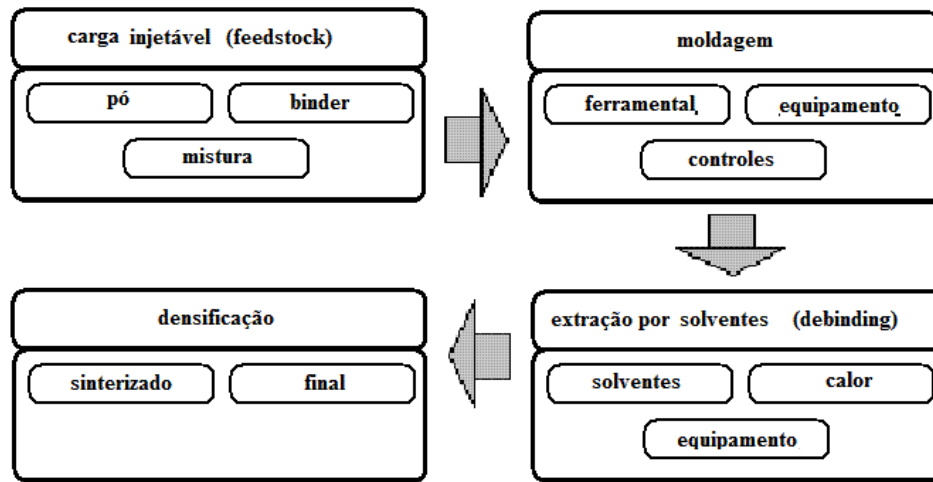 carga injetável (feedstock)
pó
binder
mistura
moldagem
ferramental
equipamento
controles
extração por solventes (debinding)
solventes
calor
equipamento
densificação
sinterizado
final